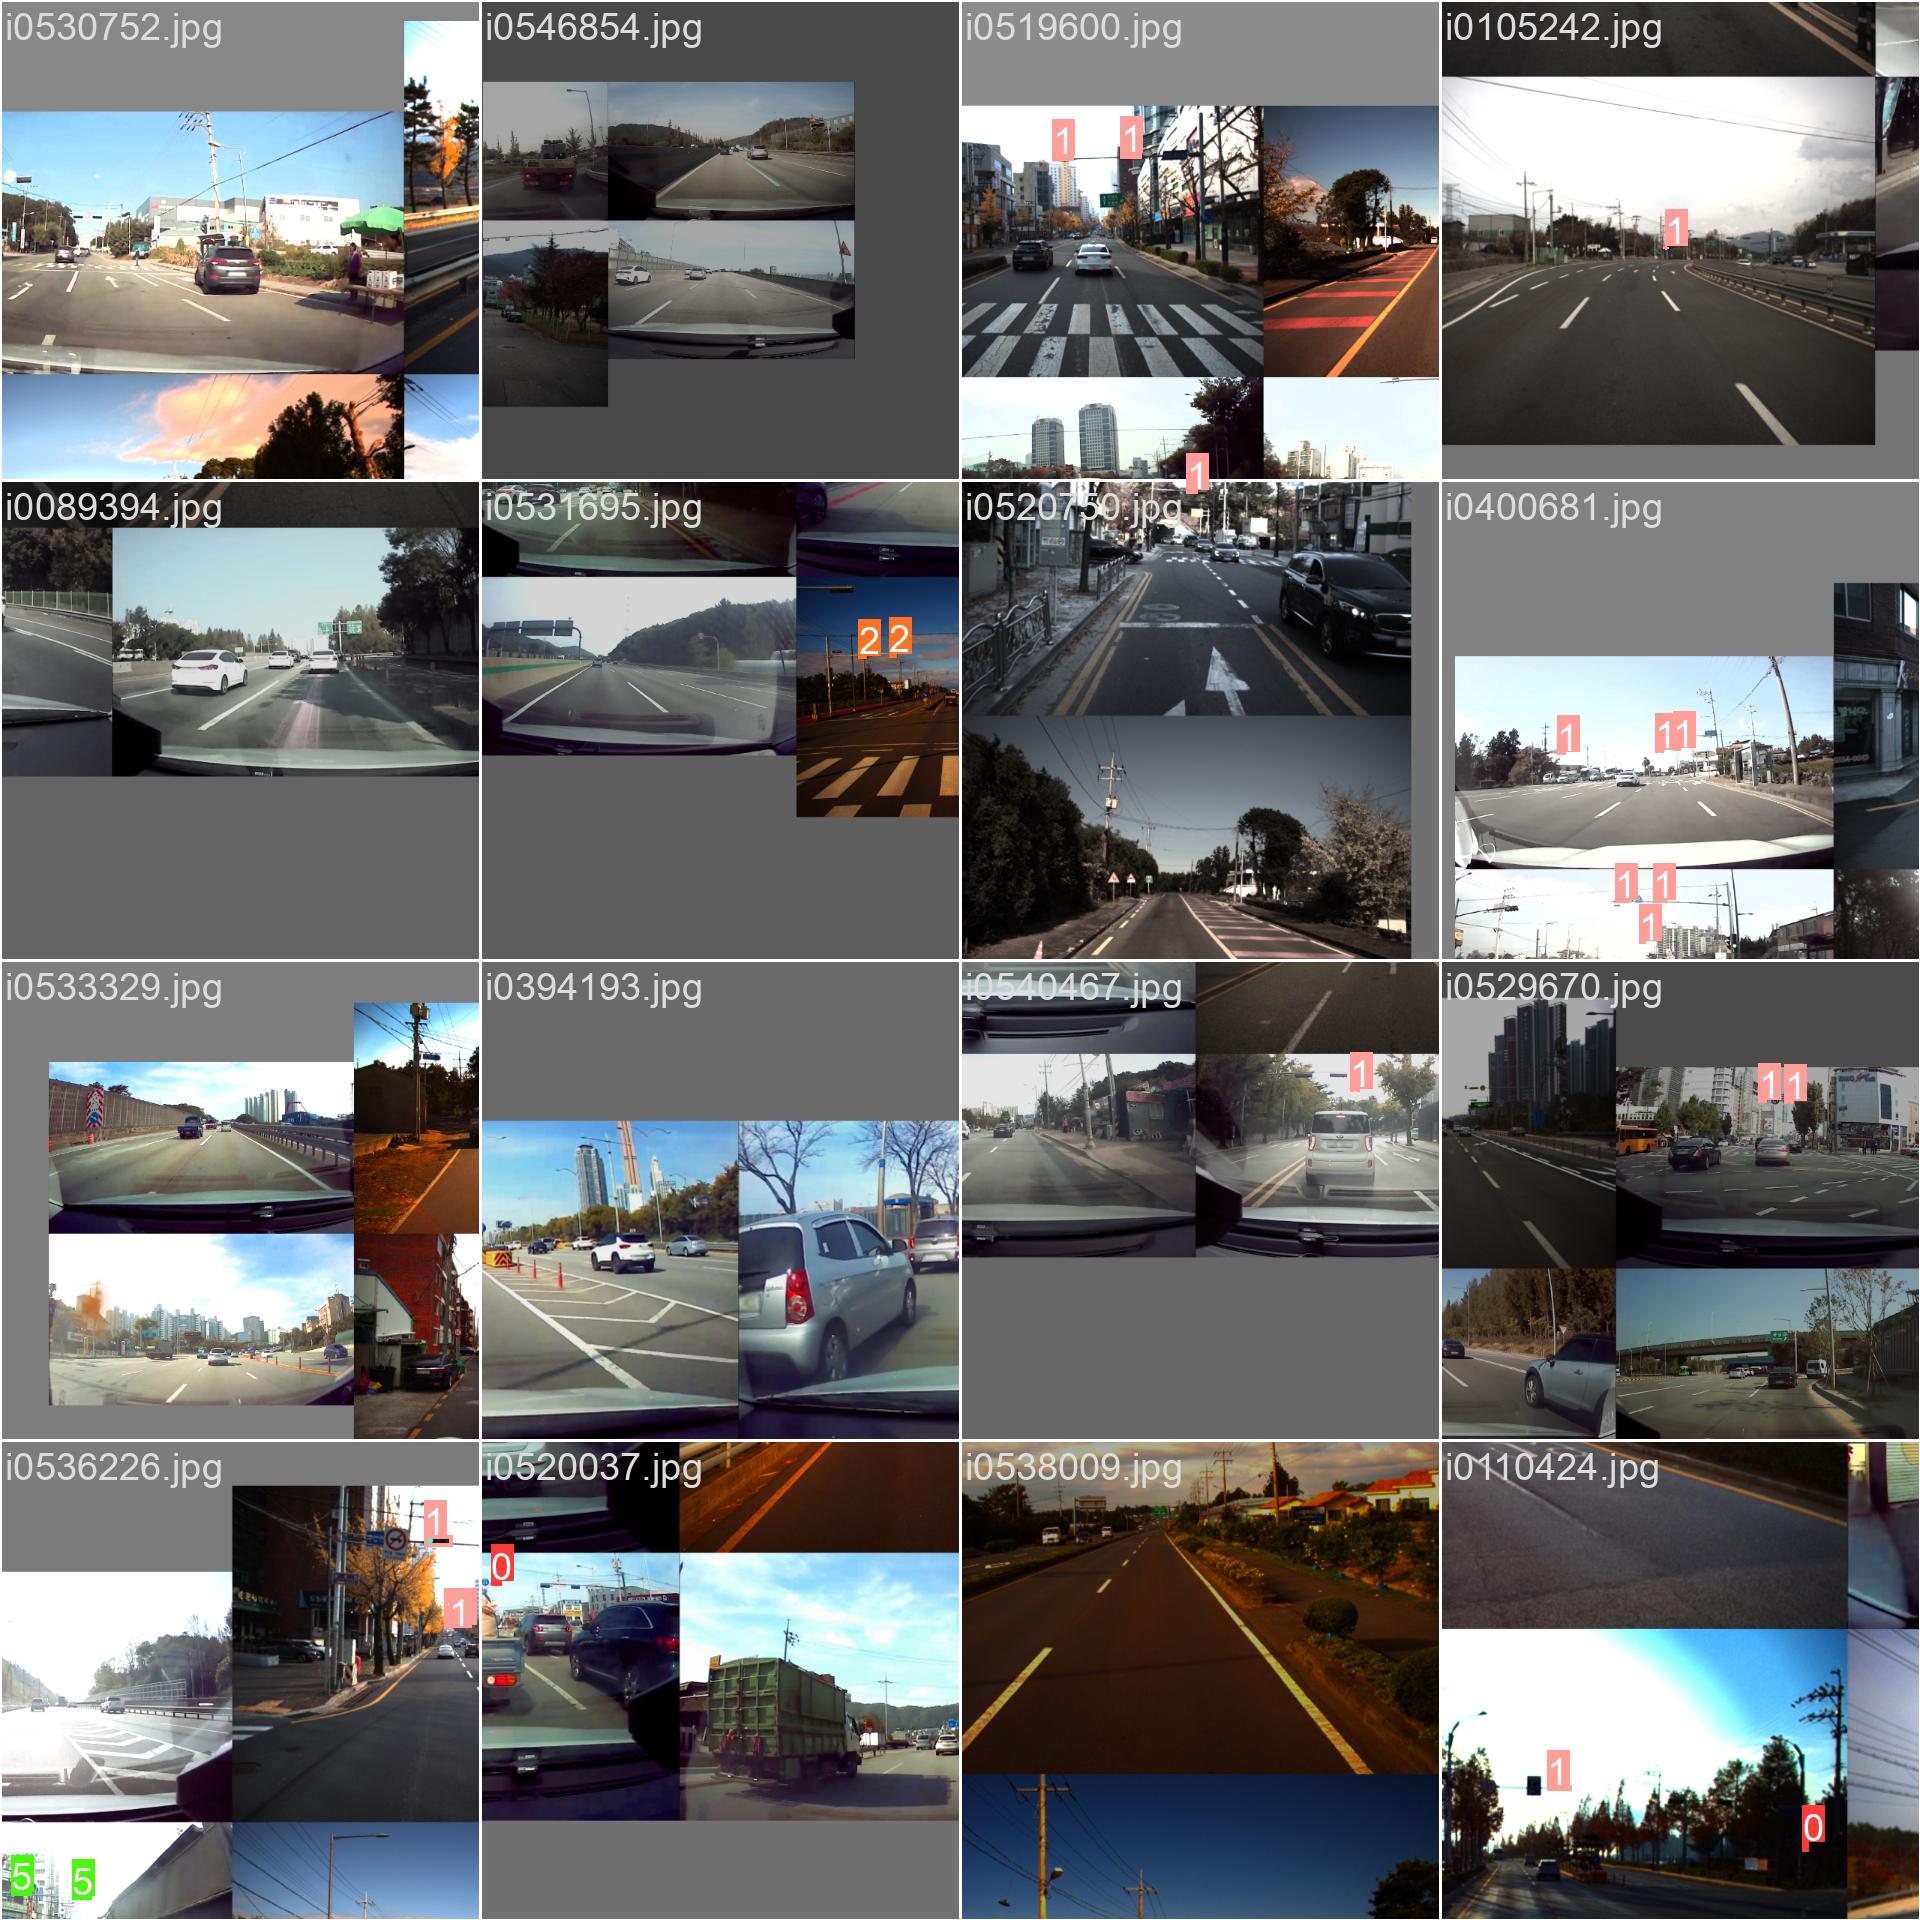 i0530752.jpg
i0546854.jpg
i0519600.jpg
i0105242.jpg
1 1
1
1
i0089394.jpg
i0531695.jpg
i0520750.jpg
i0400681.jpg
2 2
1 1 1
1 1
1
i0533329.jpg
i0394193.jpg
i0540467.jpg
i0529670.jpg
1
1 1
i0536226.jpg
i0520037.jpg
i0538009.jpg
i0110424.jpg
1
0
1
1
0
5 5